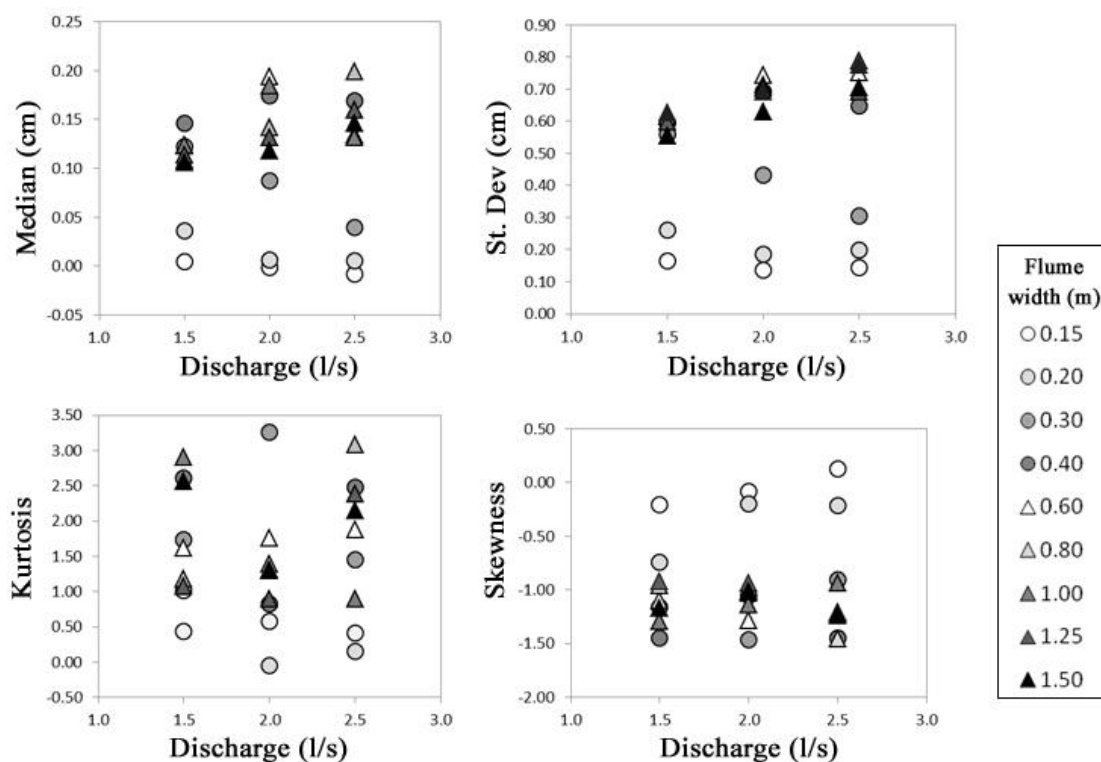 0.25
0.20
0.15
0.10
0.05
0.00
-0.05
Median (cm)
1.0 1.5 2.0 2.5 3.0
Discharge (l/s)
0.90
0.80
0.70
0.60
0.50
0.40
0.30
0.20
0.10
0.00
St. Dev (cm)
1.0 1.5 2.0 2.5 3.0
Discharge (l/s)
3.50
3.00
2.50
2.00
1.50
1.00
0.50
0.00
-0.50
Kurtosis
1.0 1.5 2.0 2.5 3.0
Discharge (l/s)
0.50
0.00
-0.50
-1.00
-1.50
-2.00
Skewness
1.0 1.5 2.0 2.5 3.0
Discharge (l/s)
Flume
width (m)
0.15
0.20
0.30
0.40
0.60
0.80
1.00
1.25
1.50